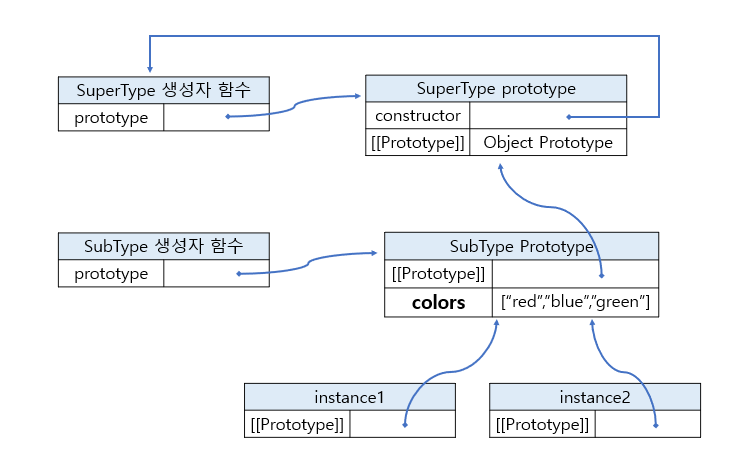 SuperType 생성자 함수
prototype
SuperType prototype
constructor
[[Prototype]] Object Prototype
SubType 생성자 함수
prototype
SubType Prototype
[[Prototype]]
colors ["red","blue","green"]
instance1
[[Prototype]]
instance2
[[Prototype]]